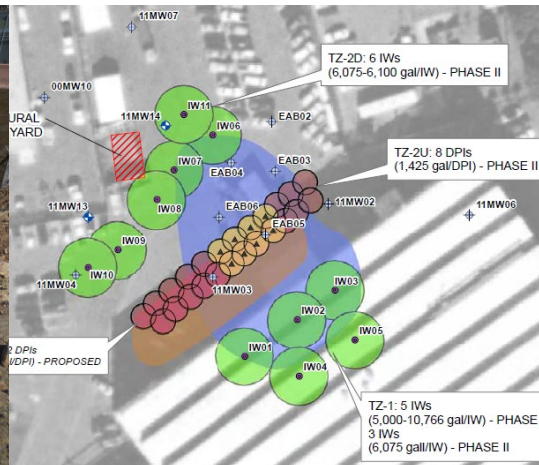 11MW07
TZ-2D: 6 IWs
(6,075-6,100 gal/IW) - PHASE II
00MW10
IW11
URAL
YARD
11MW14
IW06
EAB02
TZ-2U: 8 DPIs
(1,425 gal/DPI) - PHASE II
IW07
EAB04
EAB03
IW08
11MW02
11MW13
EAB06
11MW06
EAB05
IW09
IW10
11MW04
11MW03
IW03
IW02
2 DPIs
/DPI) - PROPOSED
IW01
IW05
IW04
TZ-1: 5 IWs
(5,000-10,766 gal/IW) - PHASE
3 IWs
(6,075 gall/IW) - PHASE II